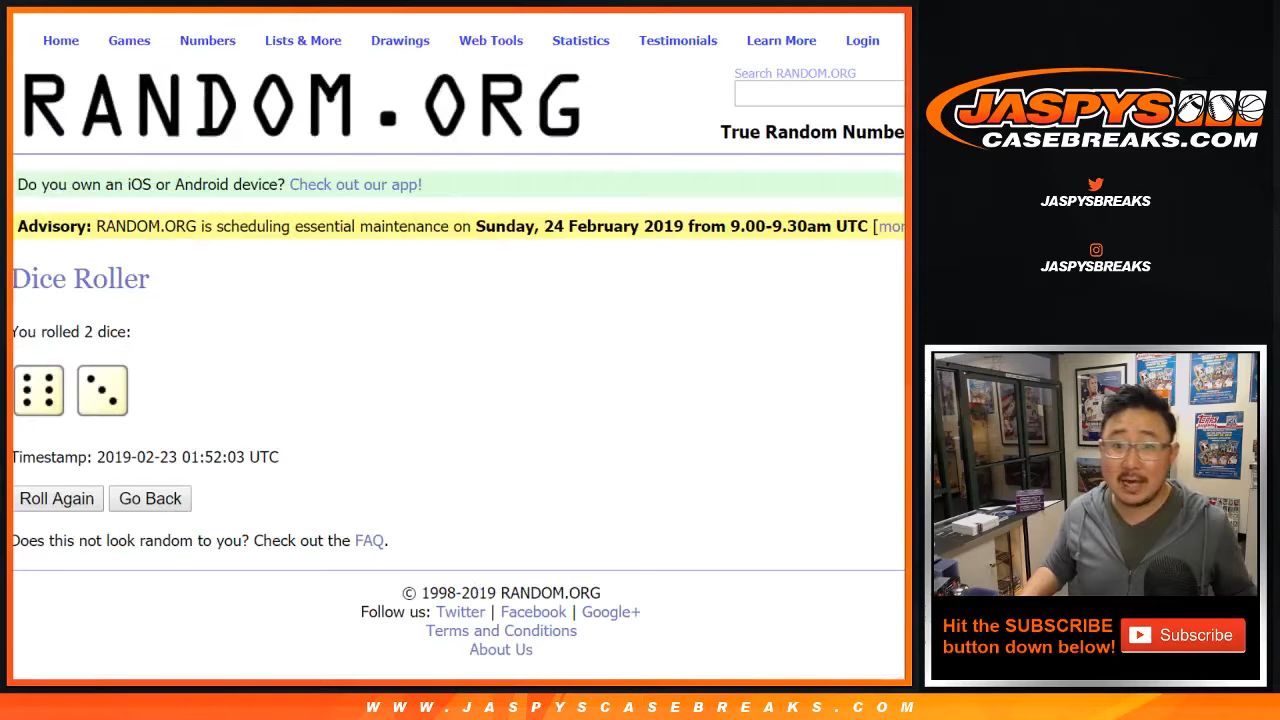 Home Games Numbers Lists & More Drawings Web Tools Statistics Testimonials Learn More Login
RANDOM.ORG
Search RANDOM.ORG
True Random Numbe
Do you own an iOS or Android device? Check out our app!
Advisory: RANDOM.ORG is scheduling essential maintenance on Sunday, 24 February 2019 from 9.00-9.30am UTC [mor
Dice Roller
You rolled 2 dice:
Timestamp: 2019-02-23 01:52:03 UTC
Roll Again Go Back
Does this not look random to you? Check out the FAQ.
© 1998-2019 RANDOM.ORG
Follow us: Twitter | Facebook | Google+
Terms and Conditions
About Us
JASPYS
CASEBREAKS.COM
JASPYSBREAKS
JASPYSBREAKS
TOPPS
Hit the SUBSCRIBE
button down below!
Subscribe
WWW.JASPYSCASEBREAKS.COM